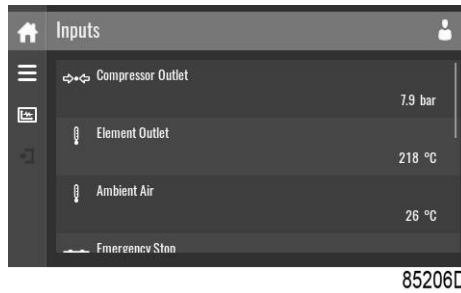 Inputs
Compressor Outlet
7.9 bar
Element Outlet
218 °C
Ambient Air
26 °C
Emergency Stop
85206D